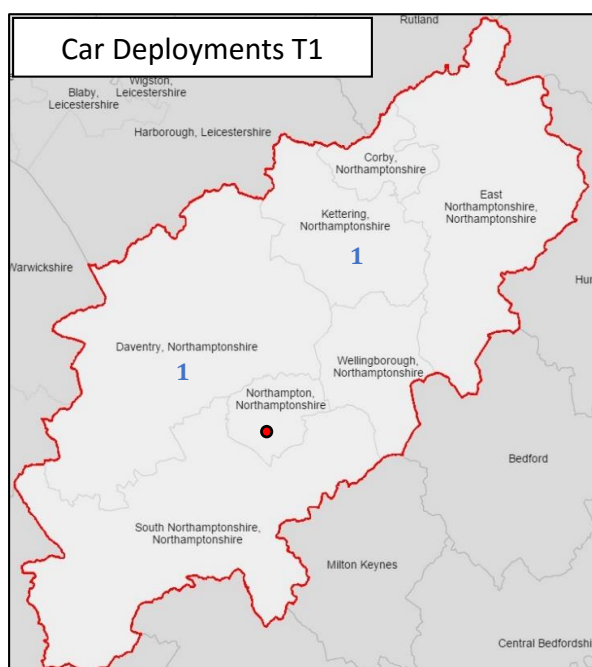 Car Deployments T1
Rutland
Wigston,
Leicestershire
Blaby,
Leicestershire
Harborough, Leicestershire
Corby,
Northamptonshire
East
Northamptonshire,
Northamptonshire
Kettering,
Northamptonshire
1
Warwickshire
Hu
Daventry, Northamptonshire
1
Wellingborough,
Northamptonshire
Northampton,
Northamptonshire
Bedford
South Northamptonshire,
Northamptonshire
Milton Keynes
Central Bedfordshi